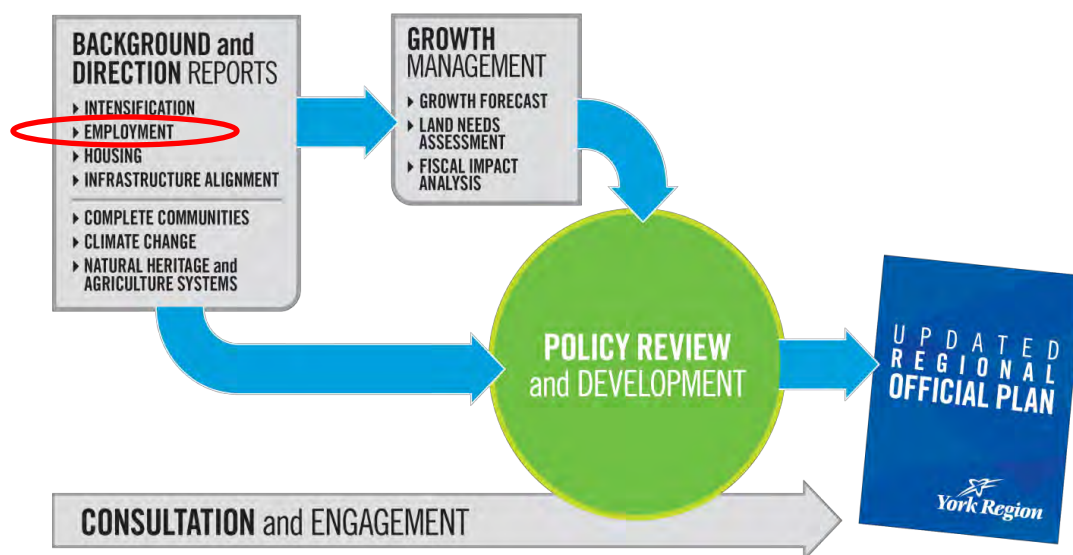 BACKGROUND and
DIRECTION REPORTS
INTENSIFICATION
EMPLOYMENT
HOUSING
INFRASTRUCTURE ALIGNMENT
COMPLETE COMMUNITIES
CLIMATE CHANGE
NATURAL HERITAGE and
AGRICULTURE SYSTEMS
GROWTH
MANAGEMENT
GROWTH FORECAST
LAND NEEDS
ASSESSMENT
FISCAL IMPACT
ANALYSIS
POLICY REVIEW
and DEVELOPMENT
UPDATED
REGIONAL
OFFICIAL PLAN
York Region
CONSULTATION and ENGAGEMENT